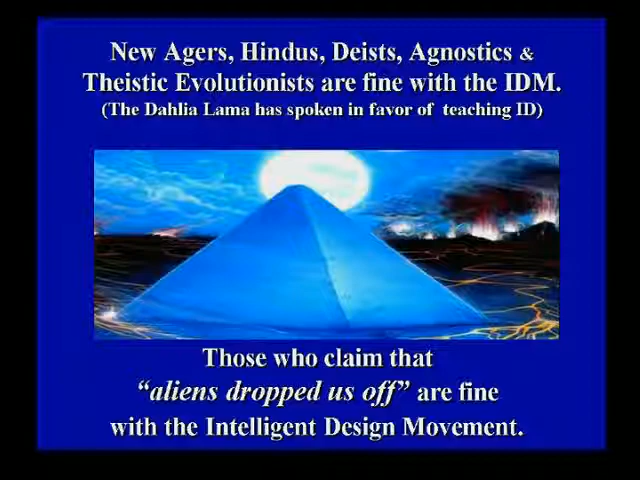 New Agers, Hindus, Deists, Agnostics &
Theistic Evolutionists are fine with the IDM.
(The Dahlia Lama has spoken in favor of teaching ID)
Those who claim that
“aliens dropped us off” are fine
with the Intelligent Design Movement.